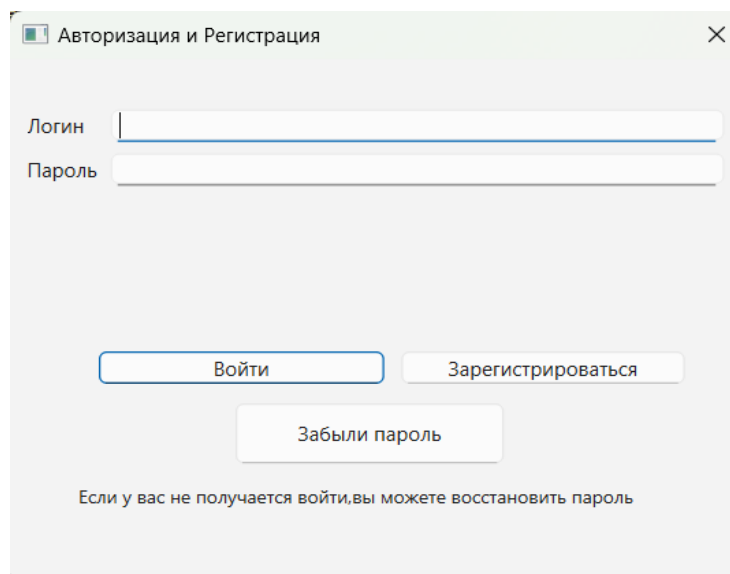 Авторизация и Регистрация
Логин
Пароль
Войти Зарегистрироваться
Забыли пароль
Если у вас не получается войти,вы можете восстановить пароль